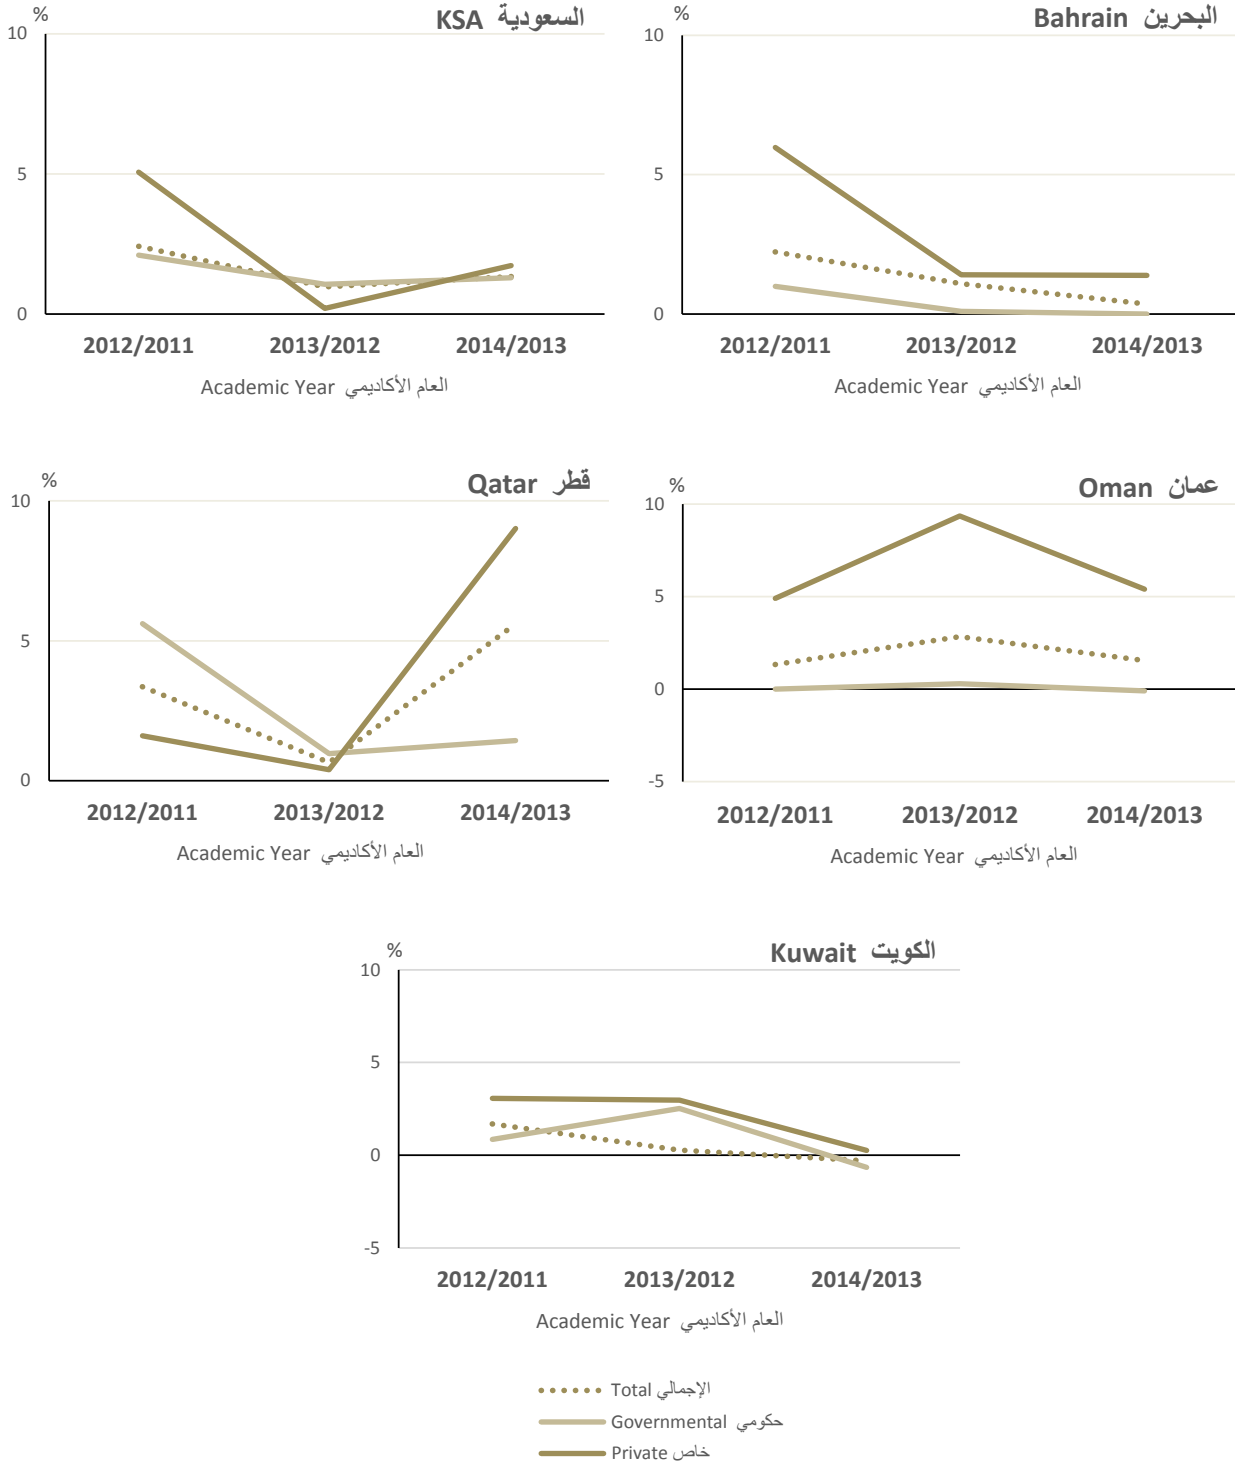 السعودية KSA
%
10
5
0
2012/2011 2013/2012 2014/2013
العام الأكاديمي Academic Year
البحرين Bahrain
%
10
5
0
2012/2011 2013/2012 2014/2013
العام الأكاديمي Academic Year
قطر Qatar
%
10
5
0
2012/2011 2013/2012 2014/2013
العام الأكاديمي Academic Year
عمان Oman
%
10
5
0
-5
2012/2011 2013/2012 2014/2013
العام الأكاديمي Academic Year
الكويت Kuwait
%
10
5
0
-5
2012/2011 2013/2012 2014/2013
العام الأكاديمي Academic Year
الإجمالي Total
حكومي Governmental
خاص Private